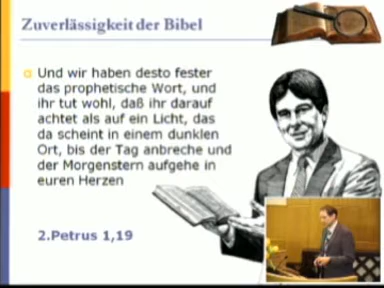 Zuverlässigkeit der Bibel
Und wir haben desto fester
das prophetische Wort, und
ihr tut wohl, daß ihr darauf
achtet als auf ein Licht, das
da scheint in einem dunklen
Ort, bis der Tag anbreche und
der Morgenstern aufgehe in
euren Herzen
2.Petrus 1,19